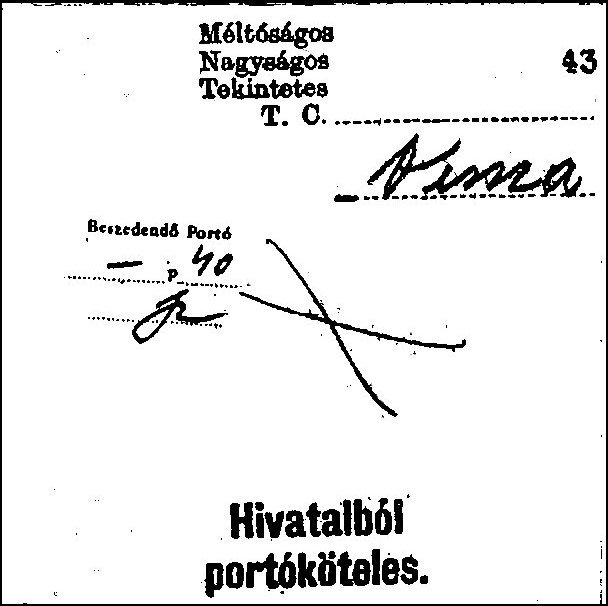 Méltóságos
Nagyságos 43
Tekintetes
T. C.
Beszedendő Portó
— p 40
Hivatalból
portóköteles.